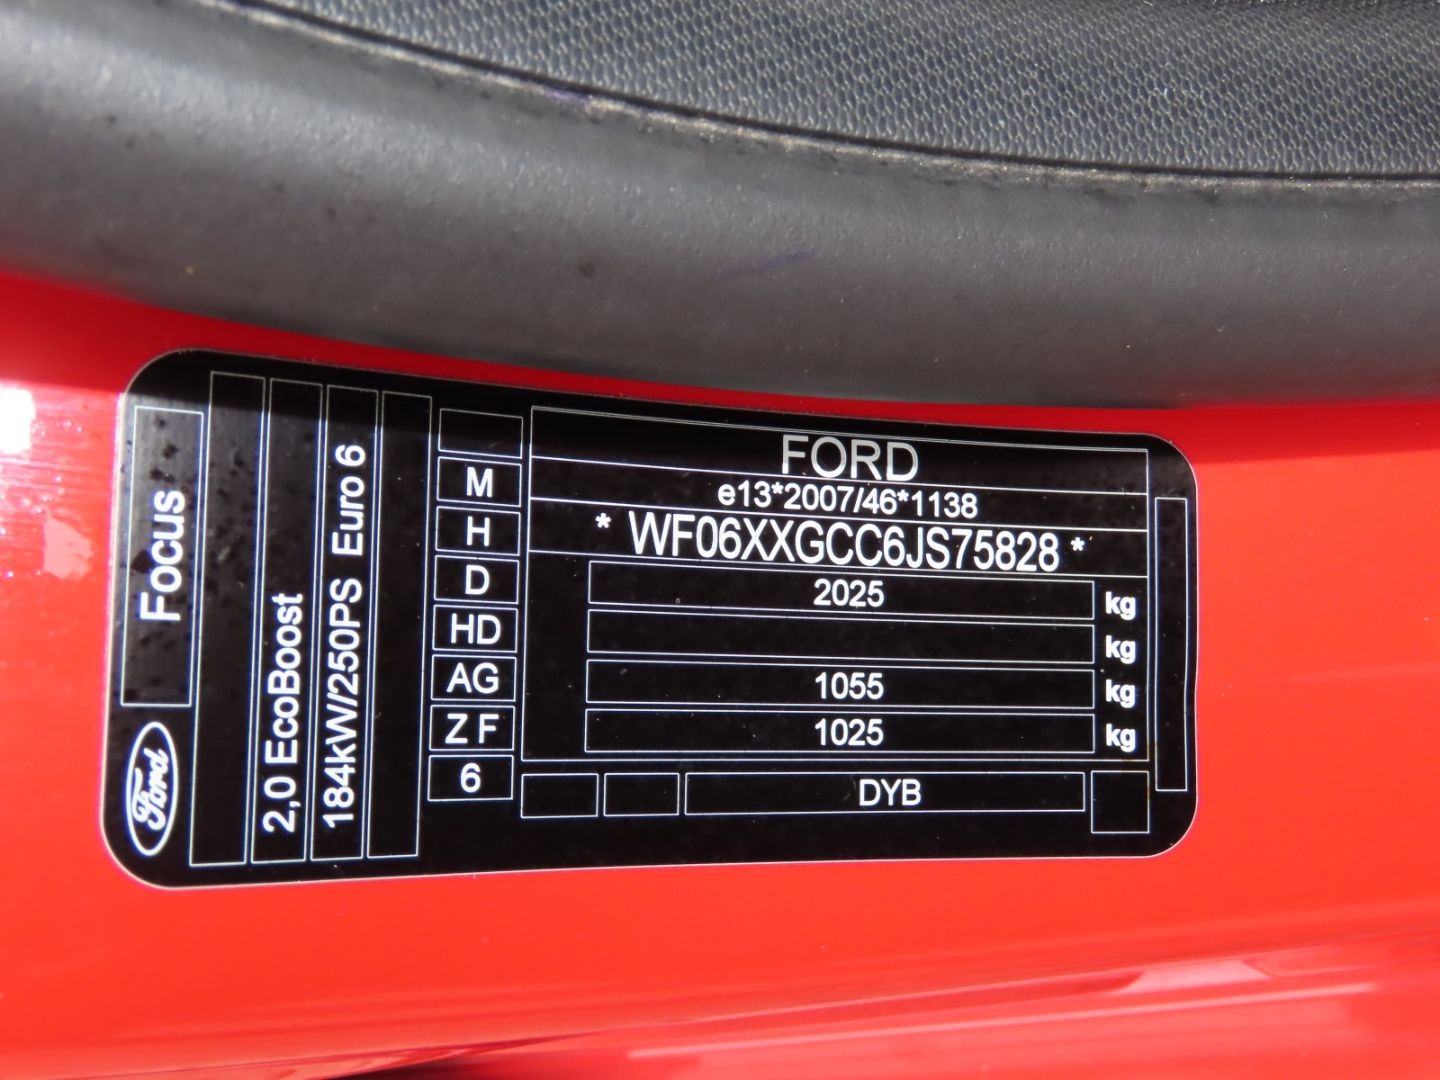 Ford
Focus
2,0 EcoBoost
184kW/250PS Euro 6
M
H
D
HD
AG
Z F
6
FORD
e13*2007/46*1138
* WF06XXGCC6JS75828 *
2025 kg
kg
1055 kg
1025 kg
DYB